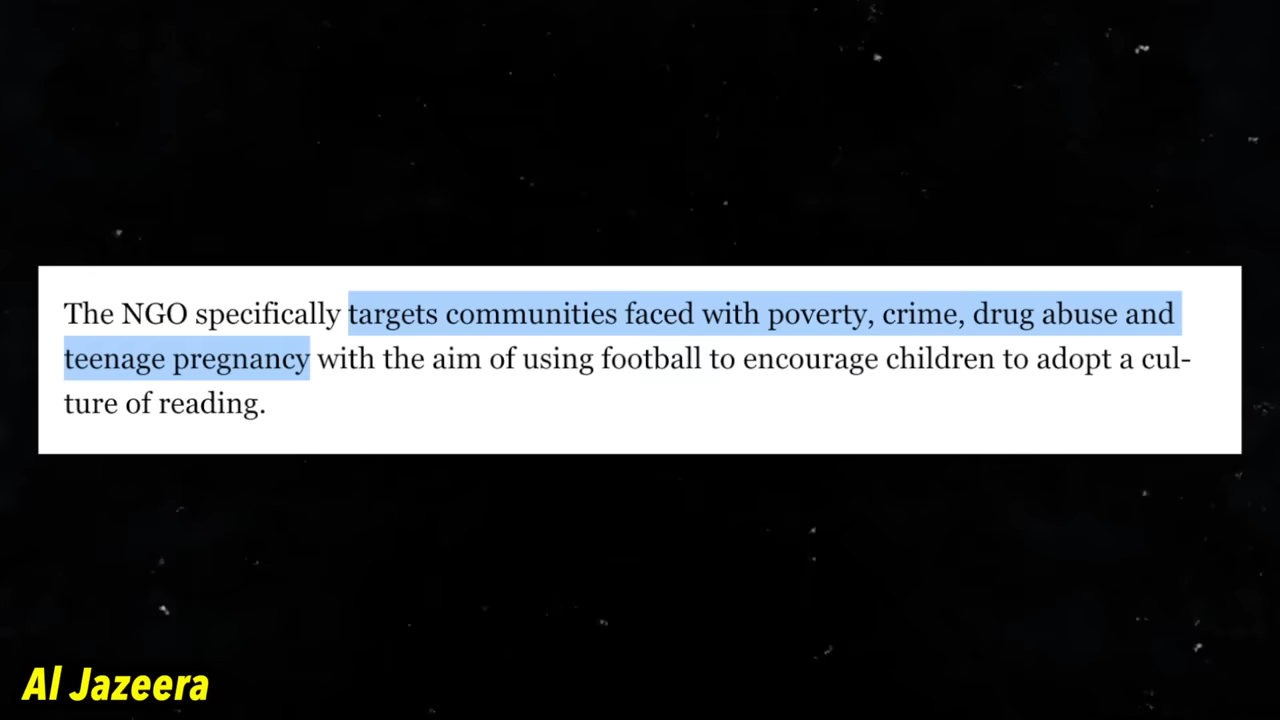 The NGO specifically targets communities faced with poverty, crime, drug abuse and
teenage pregnancy with the aim of using football to encourage children to adopt a cul-
ture of reading.
Al Jazeera